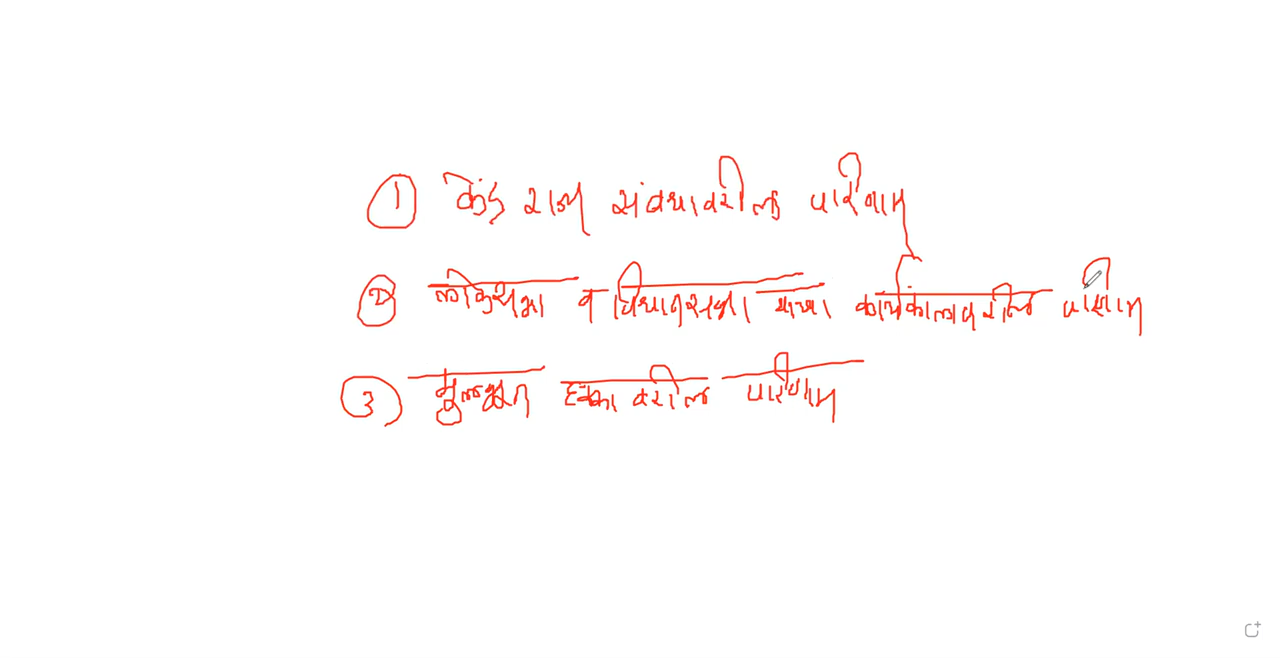 ① केंद्र राज्य संबंधावरील परिणाम
② लोकसभा व विधानसभा यांच्या कार्यकालावरील परिणाम
③ मुलभूत हक्कावरील परिणाम